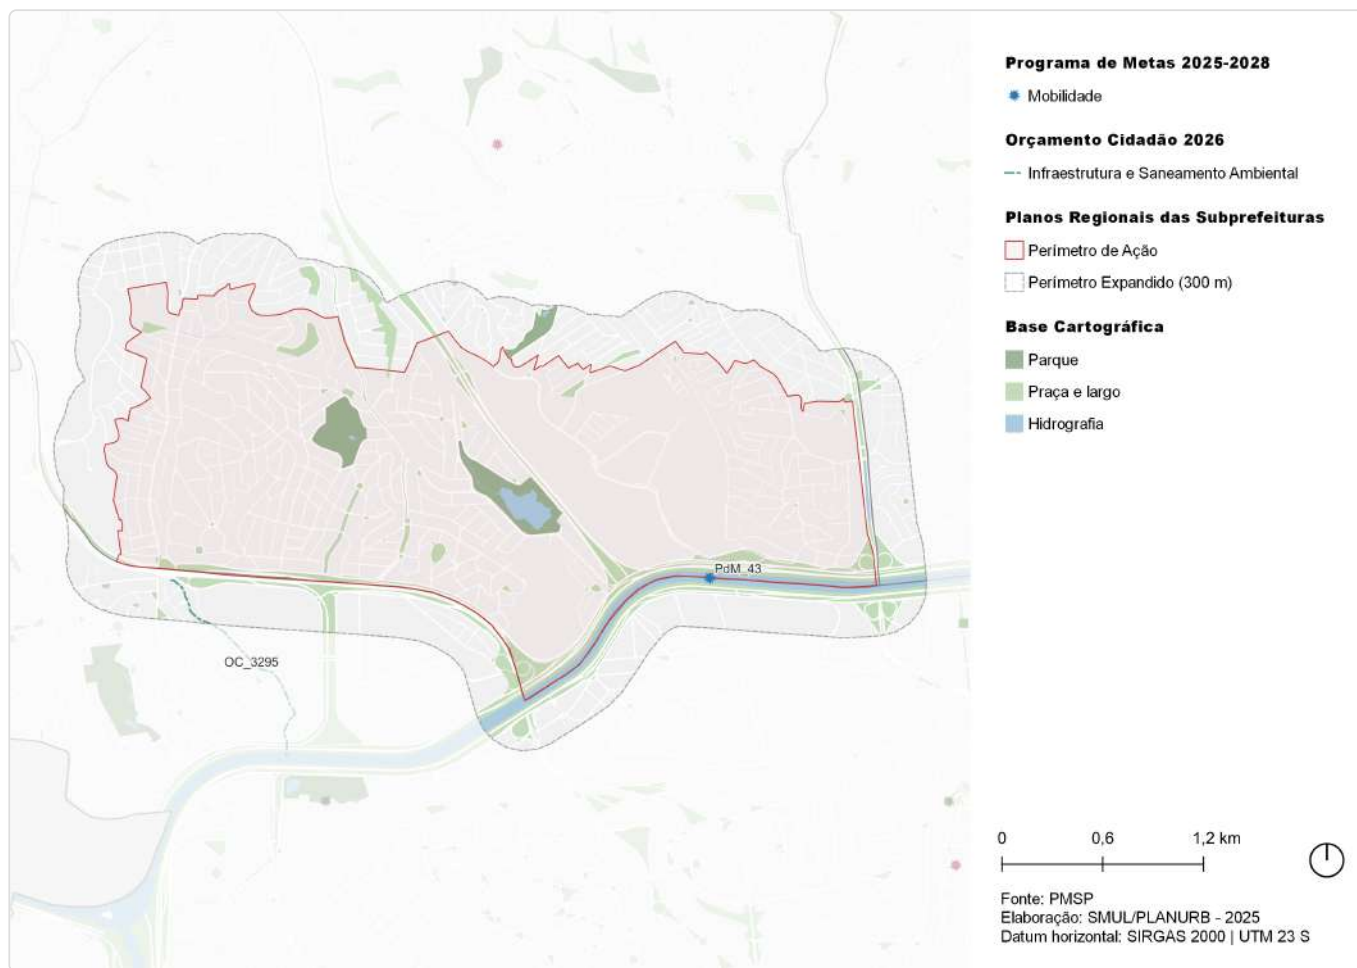 Programa de Metas 2025-2028
Mobilidade
Orçamento Cidadão 2026
Infraestrutura e Saneamento Ambiental
Planos Regionais das Subprefeituras
Perímetro de Ação
Perímetro Expandido (300 m)
Base Cartográfica
Parque
Praça e largo
Hidrografia
PdM_43
OC_3295
0 0,6 1,2 km
Fonte: PMSP
Elaboração: SMUL/PLANURB - 2025
Datum horizontal: SIRGAS 2000 | UTM 23 S